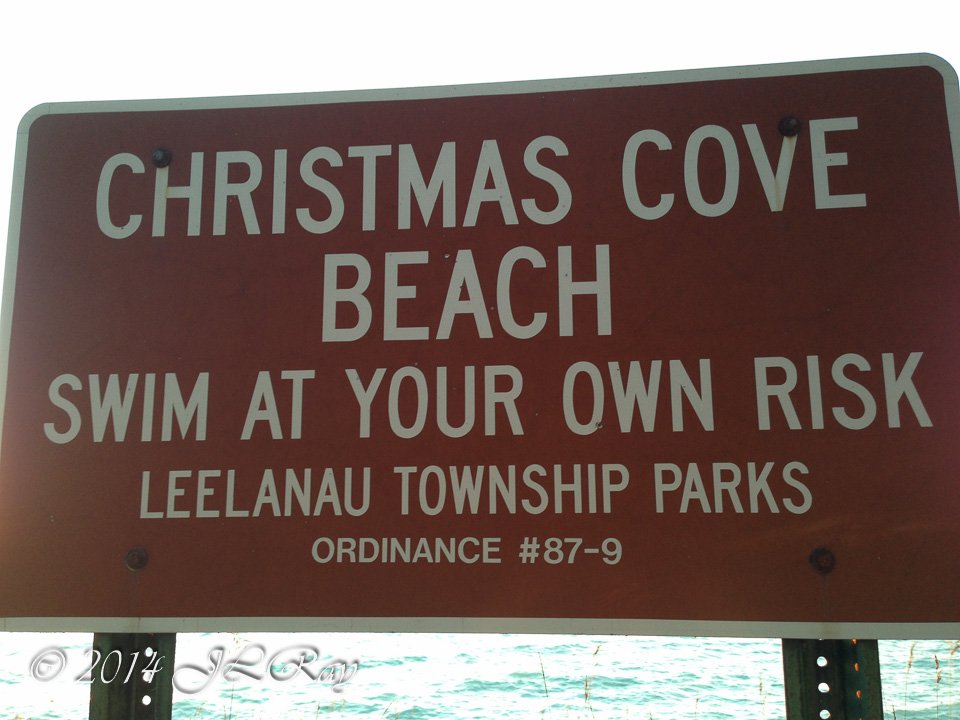 CHRISTMAS COVE
BEACH
SWIM AT YOUR OWN RISK
LEELANAU TOWNSHIP PARKS
ORDINANCE #87-9
© 2014 JLRay